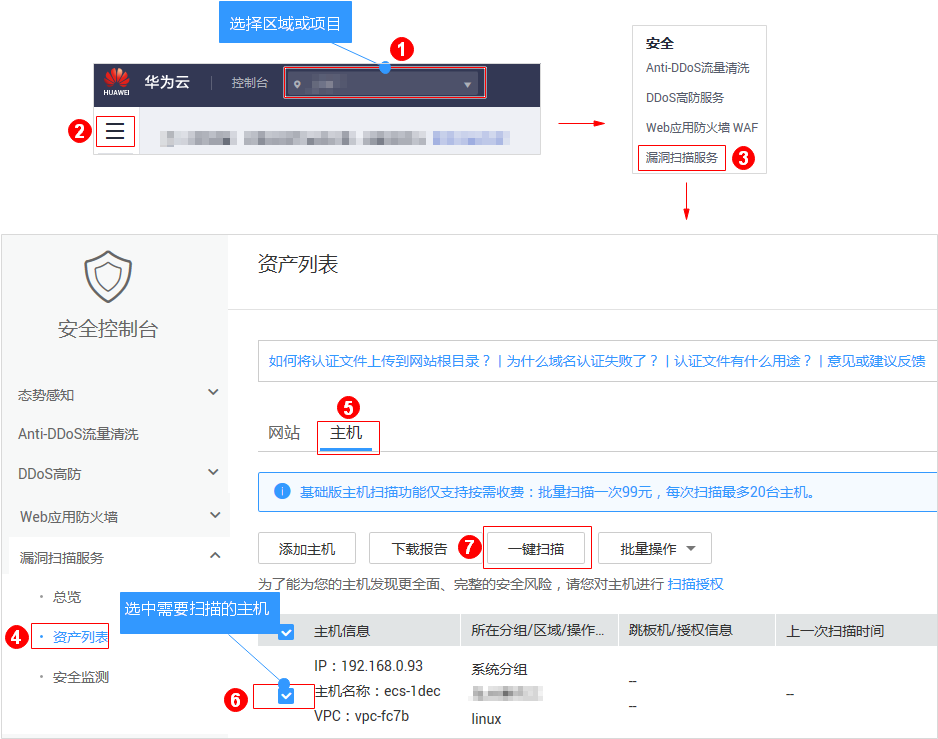 选择区域或项目
1
HUAWEI
华为云
控制台
2
安全
Anti-DDoS流量清洗
DDoS高防服务
Web应用防火墙 WAF
漏洞扫描服务
3
安全控制台
态势感知
Anti-DDoS流量清洗
DDoS高防
Web应用防火墙
漏洞扫描服务
· 总览
4
· 资产列表
· 安全监测
资产列表
如何将认证文件上传到网站根目录？ | 为什么域名认证失败了？ | 认证文件有什么用途？ | 意见或建议反馈
5
网站 主机
基础版主机扫描功能仅支持按需收费：批量扫描一次99元，每次扫描最多20台主机。
添加主机 下载报告 7 一键扫描 批量操作
为了能为您的主机发现更全面、完整的安全风险，请您对主机进行 扫描授权
选中需要扫描的主机
主机信息 所在分组/区域/操作... 跳板机/授权信息 上一次扫描时间
6
IP：192.168.0.93
主机名称：ecs-1dec
VPC：vpc-fc7b
系统分组
linux
--
--
--